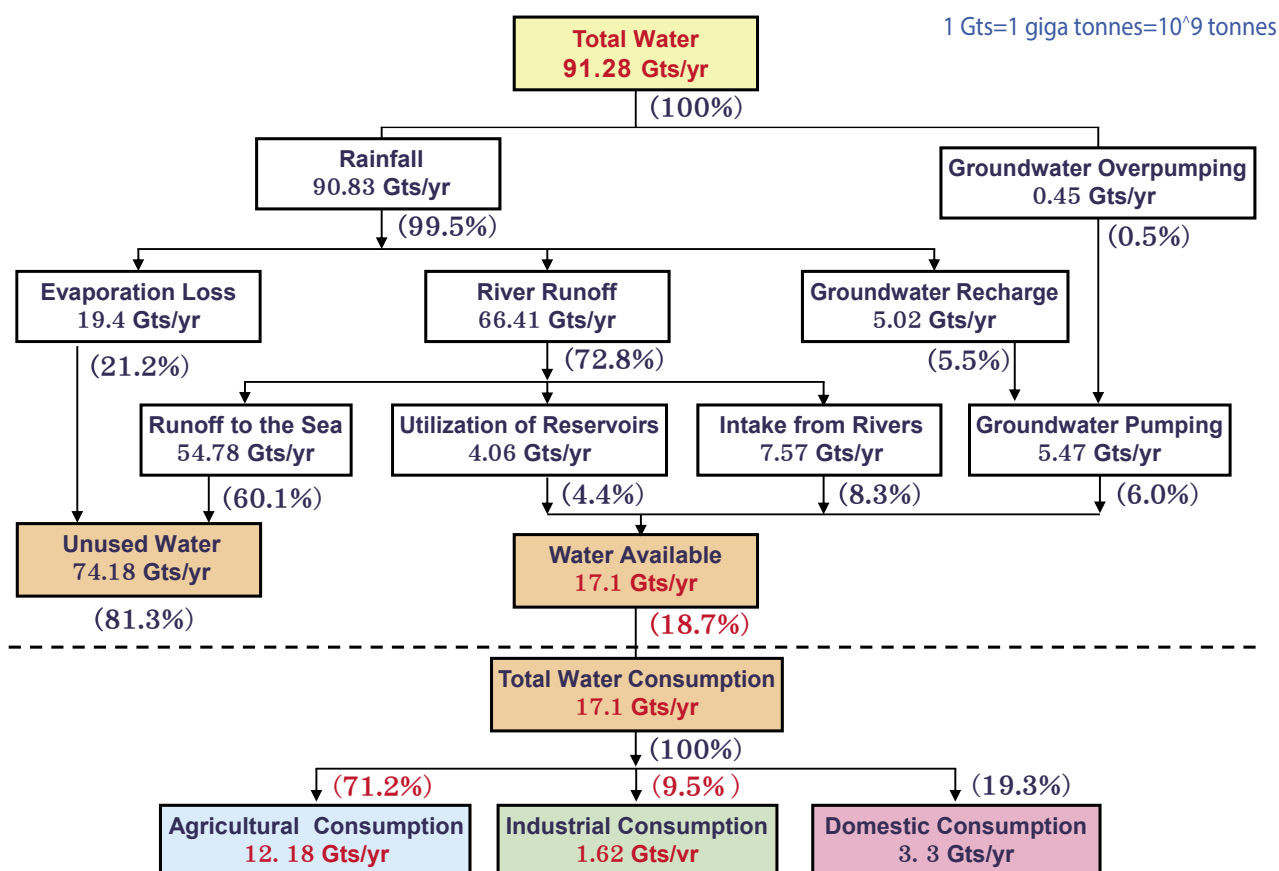 1 Gts=1 giga tonnes=10^9 tonnes
Total Water
91.28 Gts/yr
(100%)
Rainfall
90.83 Gts/yr
(99.5%)
Groundwater Overpumping
0.45 Gts/yr
(0.5%)
Evaporation Loss
19.4 Gts/yr
(21.2%)
River Runoff
66.41 Gts/yr
(72.8%)
Groundwater Recharge
5.02 Gts/yr
(5.5%)
Runoff to the Sea
54.78 Gts/yr
(60.1%)
Utilization of Reservoirs
4.06 Gts/yr
(4.4%)
Intake from Rivers
7.57 Gts/yr
(8.3%)
Groundwater Pumping
5.47 Gts/yr
(6.0%)
Unused Water
74.18 Gts/yr
(81.3%)
Water Available
17.1 Gts/yr
(18.7%)
Total Water Consumption
17.1 Gts/yr
(100%)
(71.2%)
Agricultural Consumption
12. 18 Gts/yr
(9.5% )
Industrial Consumption
1.62 Gts/vr
(19.3%)
Domestic Consumption
3. 3 Gts/yr